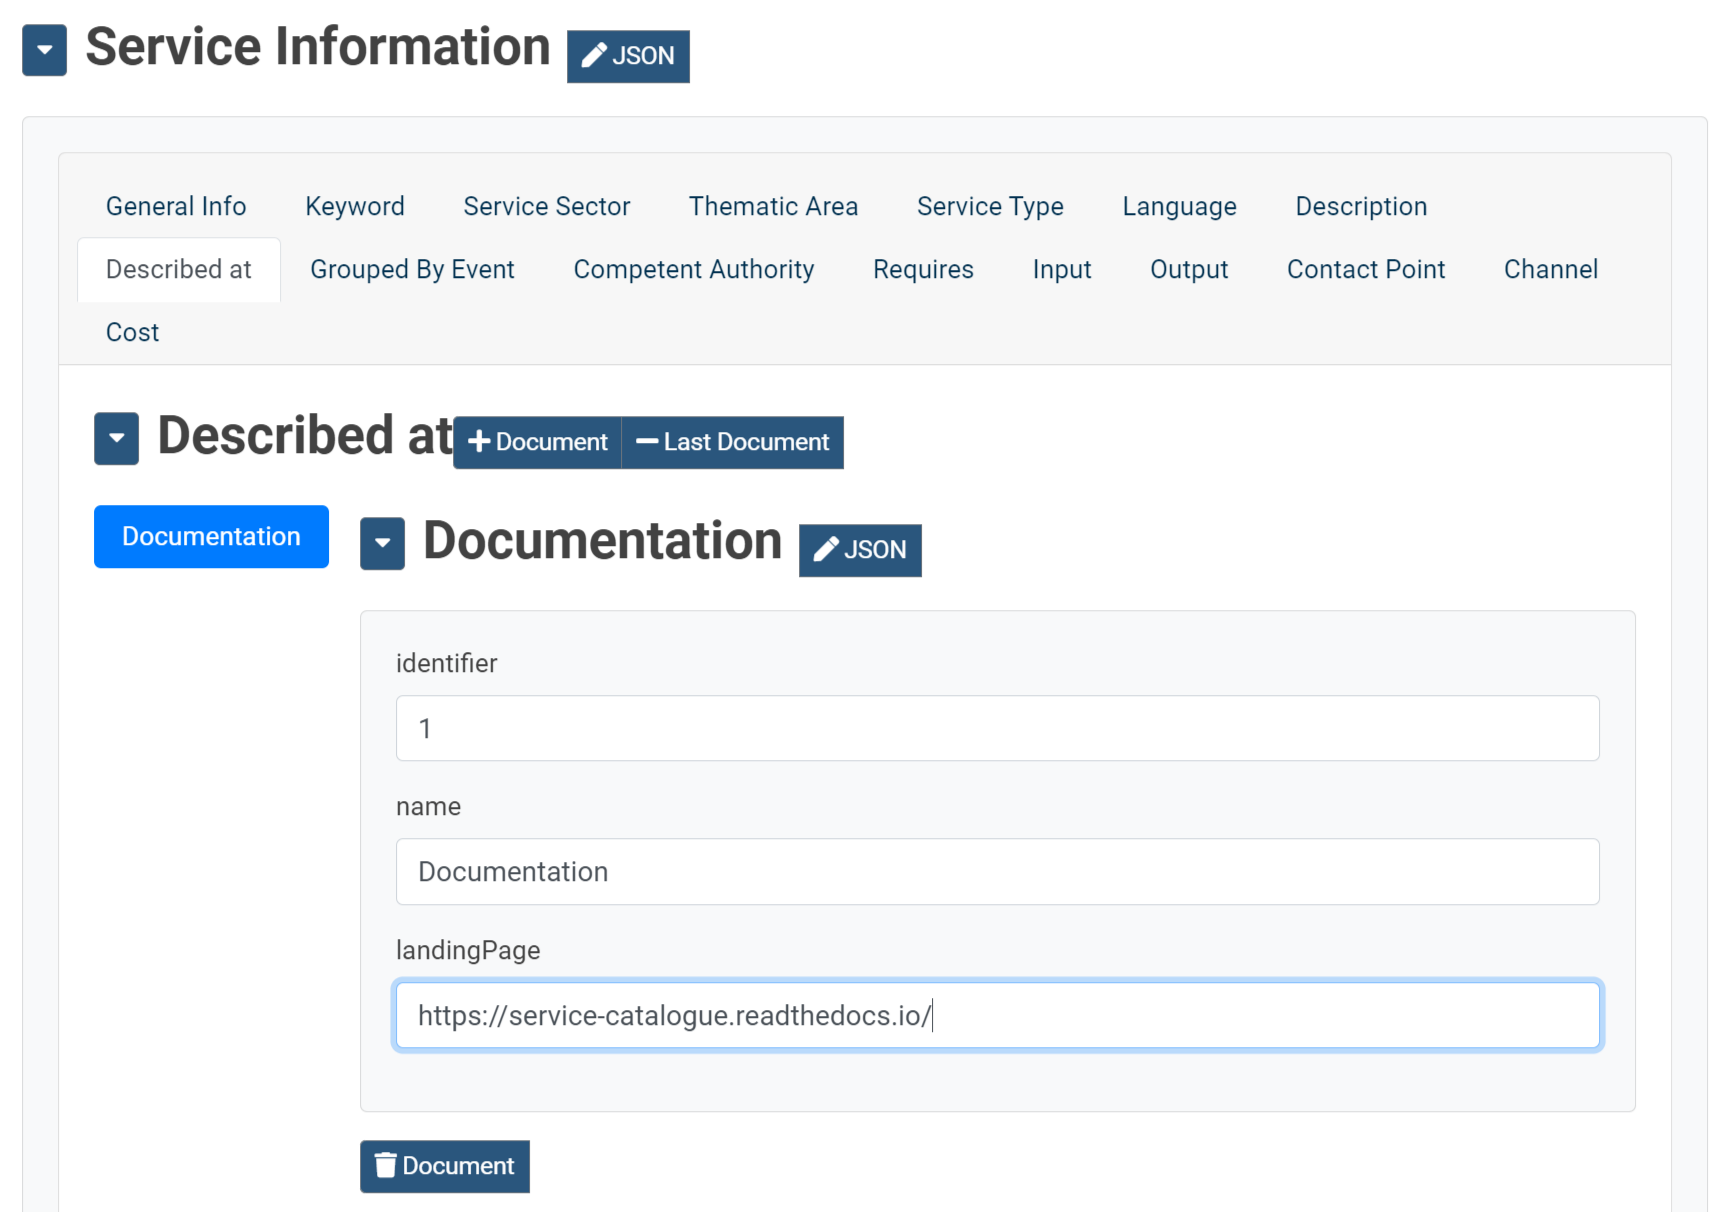 Service Information JSON
General Info Keyword Service Sector Thematic Area Service Type Language Description
Described at Grouped By Event Competent Authority Requires Input Output Contact Point Channel
Cost
Described at Document Last Document
Documentation Documentation JSON
identifier
1
name
Documentation
landingPage
https://service-catalogue.readthedocs.io/
Document